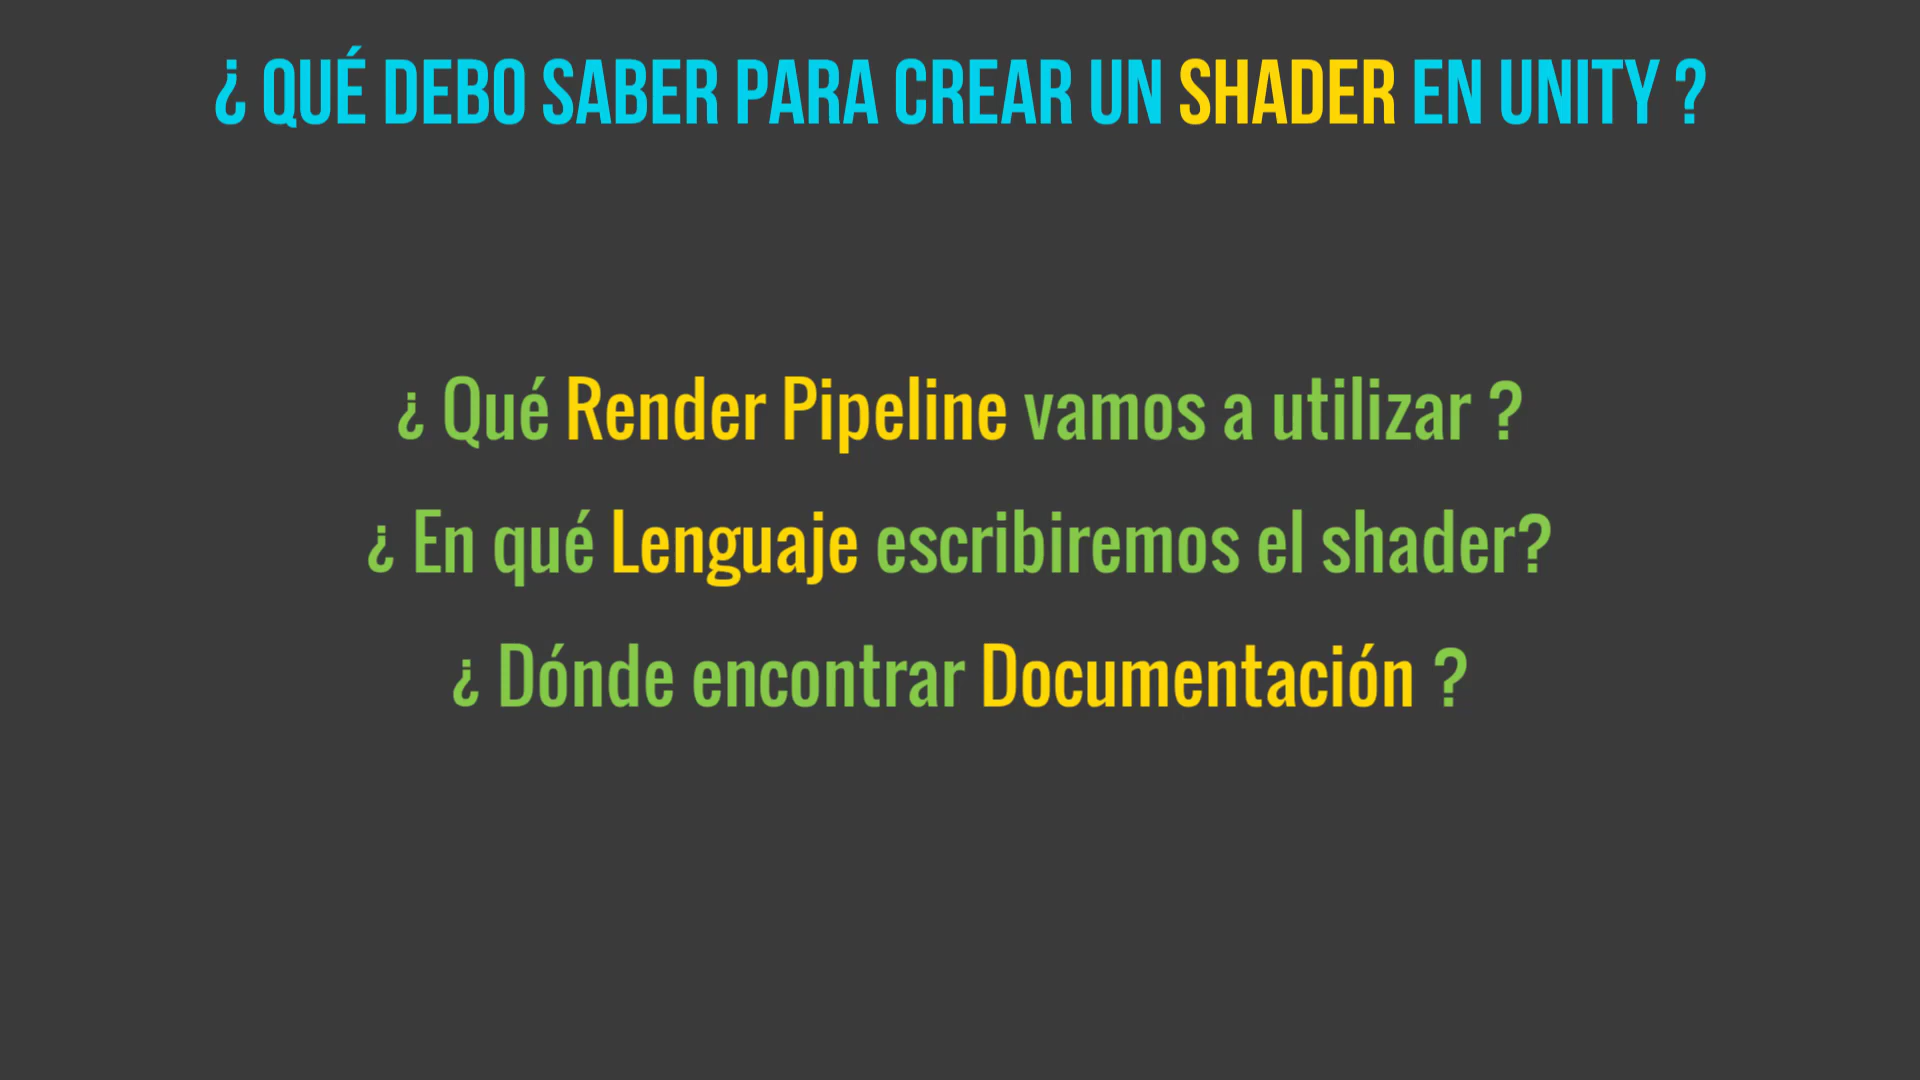 ¿ QUÉ DEBO SABER PARA CREAR UN SHADER EN UNITY ?
¿ Qué Render Pipeline vamos a utilizar ?
¿ En qué Lenguaje escribiremos el shader?
¿ Dónde encontrar Documentación ?